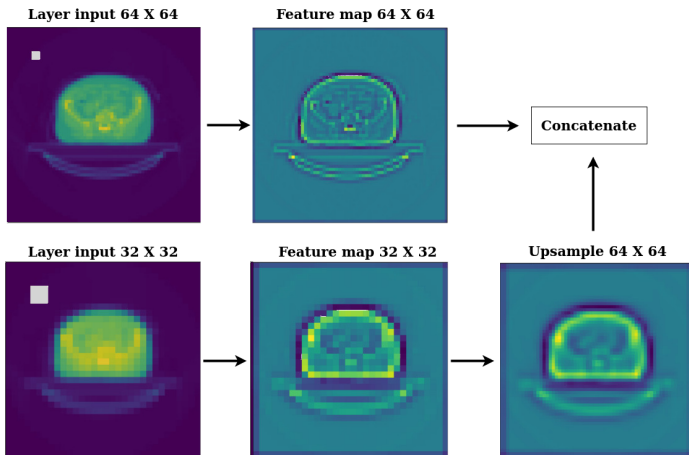 Layer input 64 X 64
Feature map 64 X 64
Concatenate
Layer input 32 X 32
Feature map 32 X 32
Upsample 64 X 64